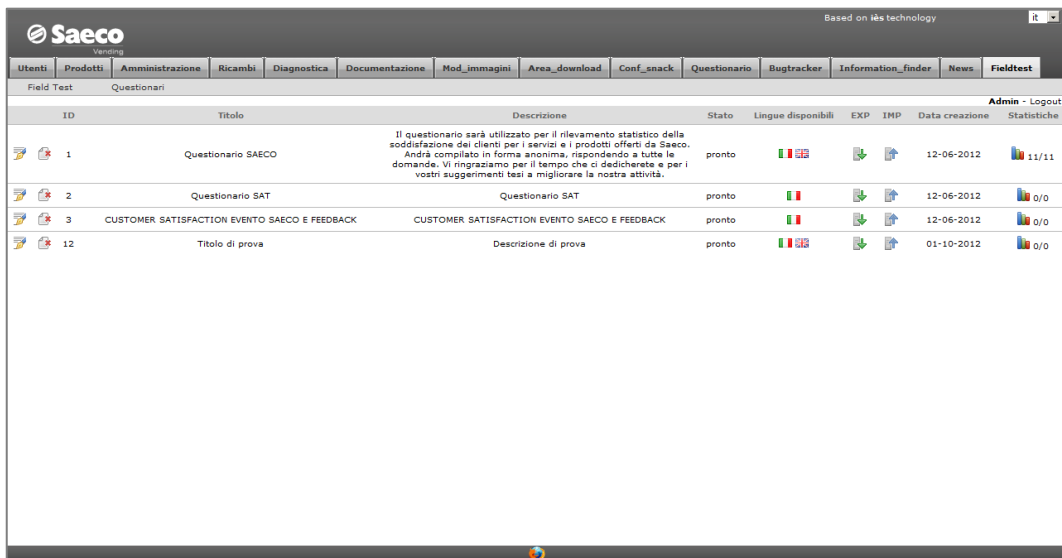 Based on iès technology
it
Saeco
Vending
Utenti Prodotti Amministrazione Ricambi Diagnostica Documentazione Mod_immagini Area_download Conf_snack Questionario Bugtracker Information_finder News Fieldtest
Field Test Questionari
Admin - Logout
ID Titolo Descrizione Stato Lingue disponibili EXP IMP Data creazione Statistiche
Il questionario sarà utilizzato per il rilevamento statistico della
soddisfazione dei clienti per i servizi e i prodotti offerti da Saeco.
1 Questionario SAECO Andrà compilato in forma anonima, rispondendo a tutte le pronto 12-06-2012 11/11
domande. Vi ringraziamo per il tempo che ci dedicherete e per i
vostri suggerimenti tesi a migliorare la nostra attività.
2 Questionario SAT Questionario SAT pronto 12-06-2012 0/0
3 CUSTOMER SATISFACTION EVENTO SAECO E FEEDBACK CUSTOMER SATISFACTION EVENTO SAECO E FEEDBACK pronto 12-06-2012 0/0
12 Titolo di prova Descrizione di prova pronto 01-10-2012 0/0